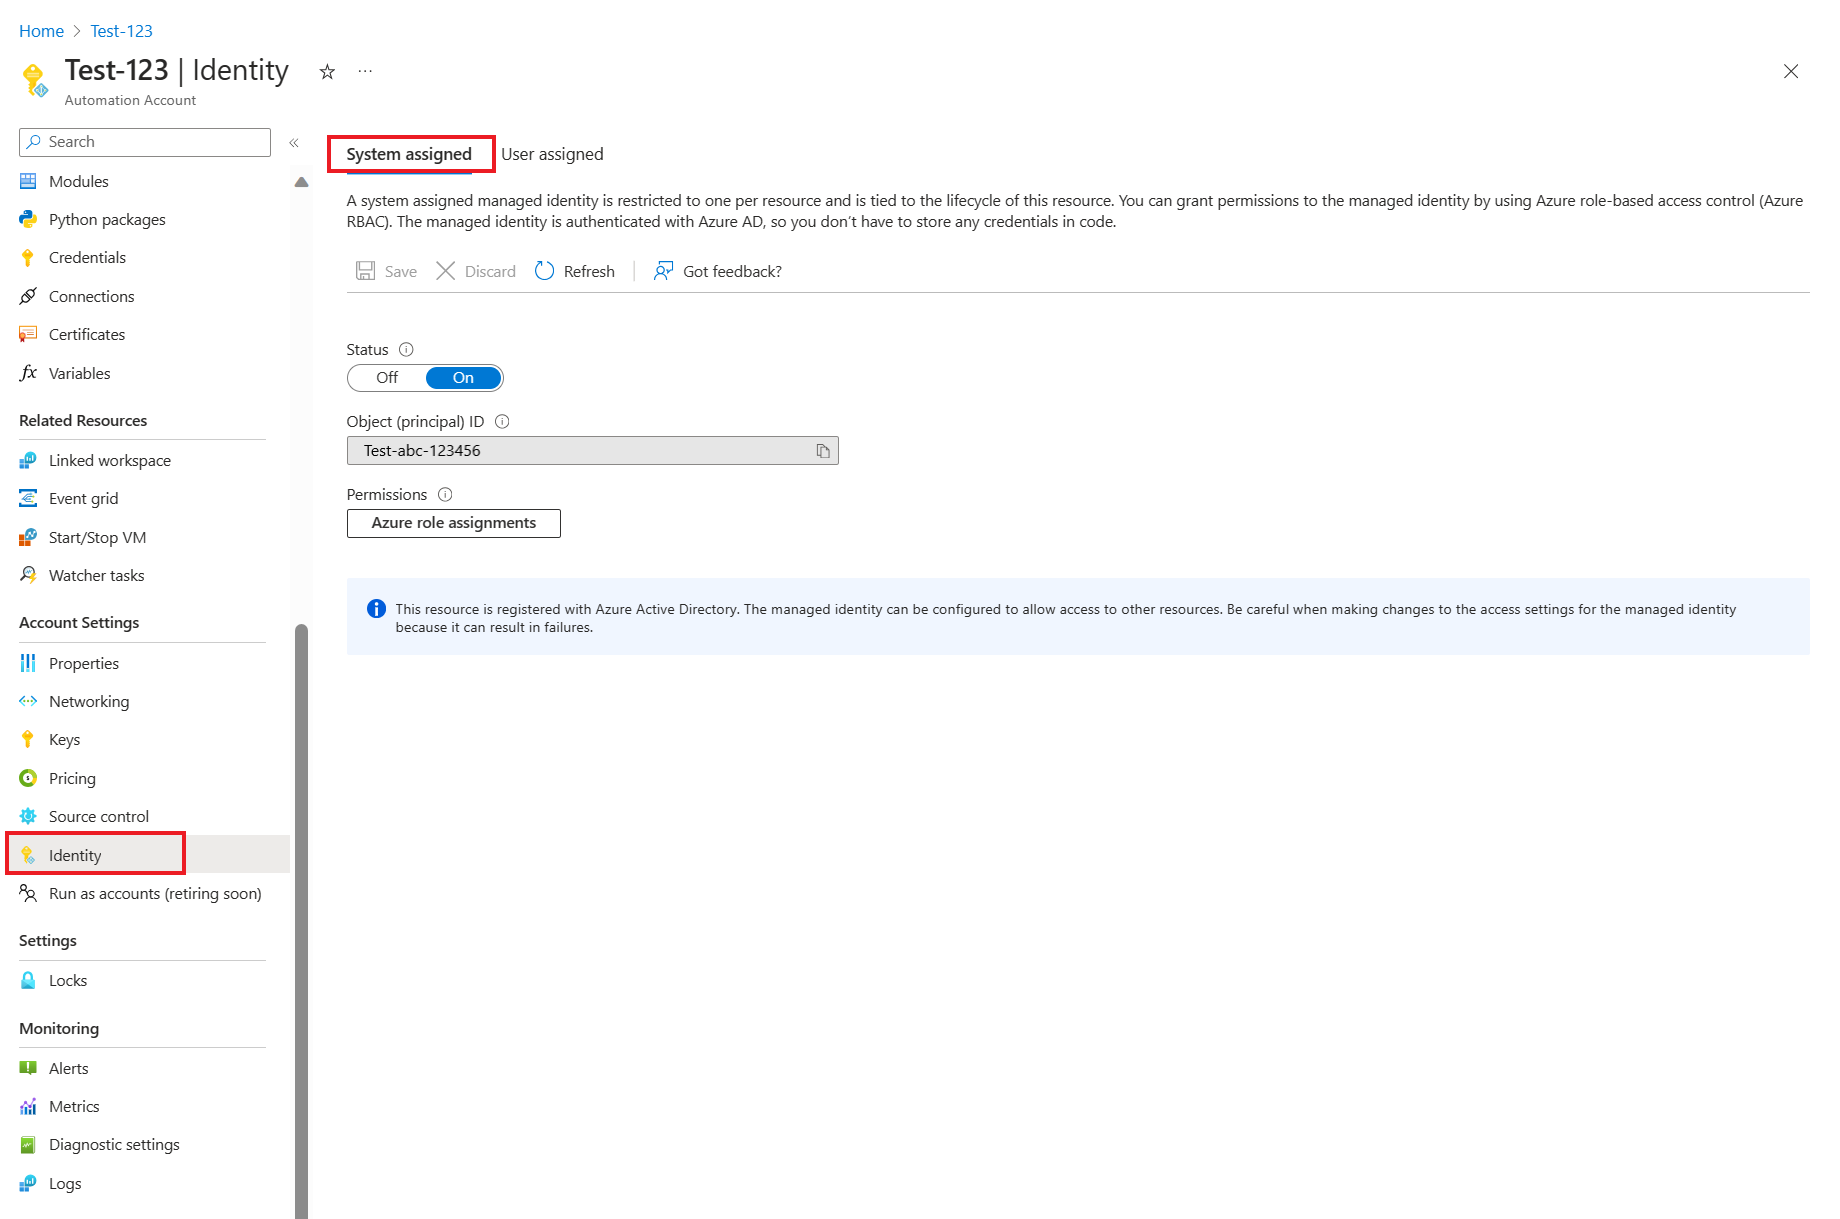 Home > Test-123
Test-123 | Identity
Automation Account
Search
Modules
Python packages
Credentials
Connections
Certificates
Variables
Related Resources
Linked workspace
Event grid
Start/Stop VM
Watcher tasks
Account Settings
Properties
Networking
Keys
Pricing
Source control
Identity
Run as accounts (retiring soon)
Settings
Locks
Monitoring
Alerts
Metrics
Diagnostic settings
Logs
System assigned User assigned
A system assigned managed identity is restricted to one per resource and is tied to the lifecycle of this resource. You can grant permissions to the managed identity by using Azure role-based access control (Azure
RBAC). The managed identity is authenticated with Azure AD, so you don’t have to store any credentials in code.
Save Discard Refresh Got feedback?
Status
Off On
Object (principal) ID
Test-abc-123456
Permissions
Azure role assignments
This resource is registered with Azure Active Directory. The managed identity can be configured to allow access to other resources. Be careful when making changes to the access settings for the managed identity
because it can result in failures.